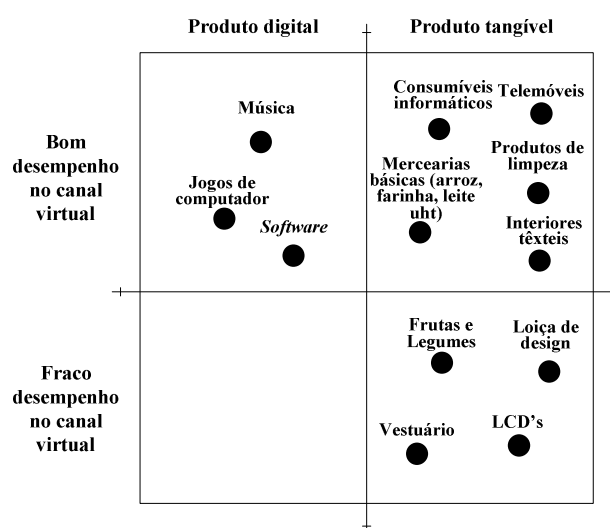 Produto digital
Produto tangível
Bom
desempenho
no canal
virtual
Música
Jogos de
computador
Software
Consumíveis
informáticos
Telemóveis
Mercearias
básicas (arroz,
farinha, leite
uht)
Produtos de
limpeza
Interiores
têxteis
Fraco
desempenho
no canal
virtual
Frutas e
Legumes
Loiça de
design
Vestuário
LCD’s